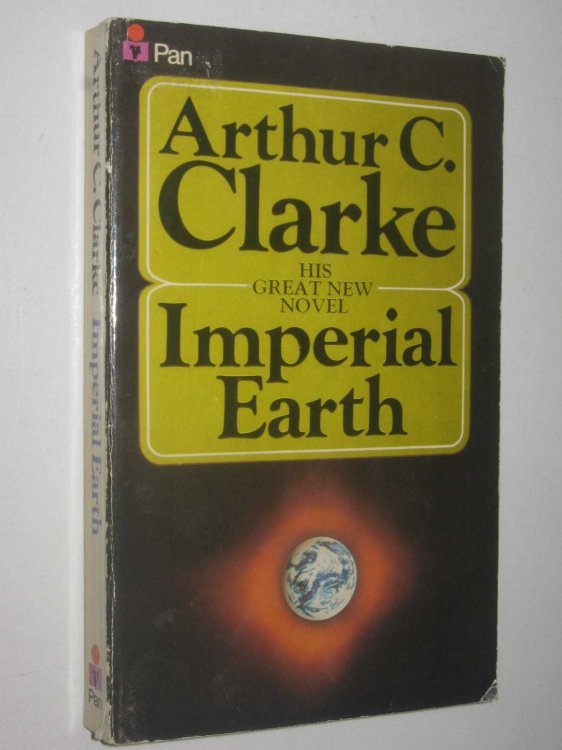 Pan
Arthur C.
Clarke
HIS
GREAT NEW
NOVEL
Imperial
Earth
Arthur C. Clarke Imperial Earth
Pan